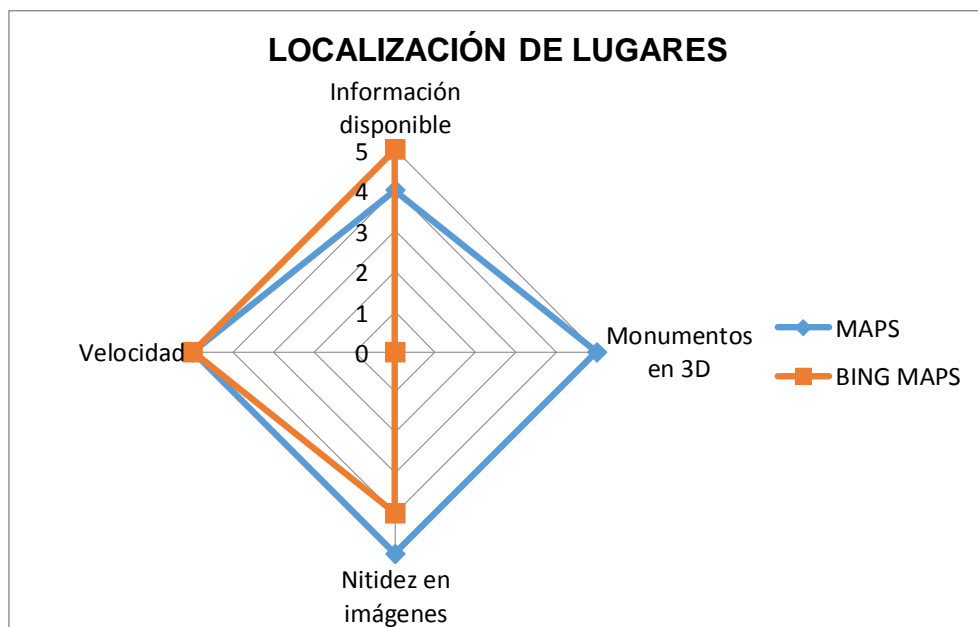 LOCALIZACIÓN DE LUGARES
Información
disponible
5
4
3
2
1
0
Velocidad
Monumentos
en 3D
Nitidez en
imágenes
MAPS
BING MAPS